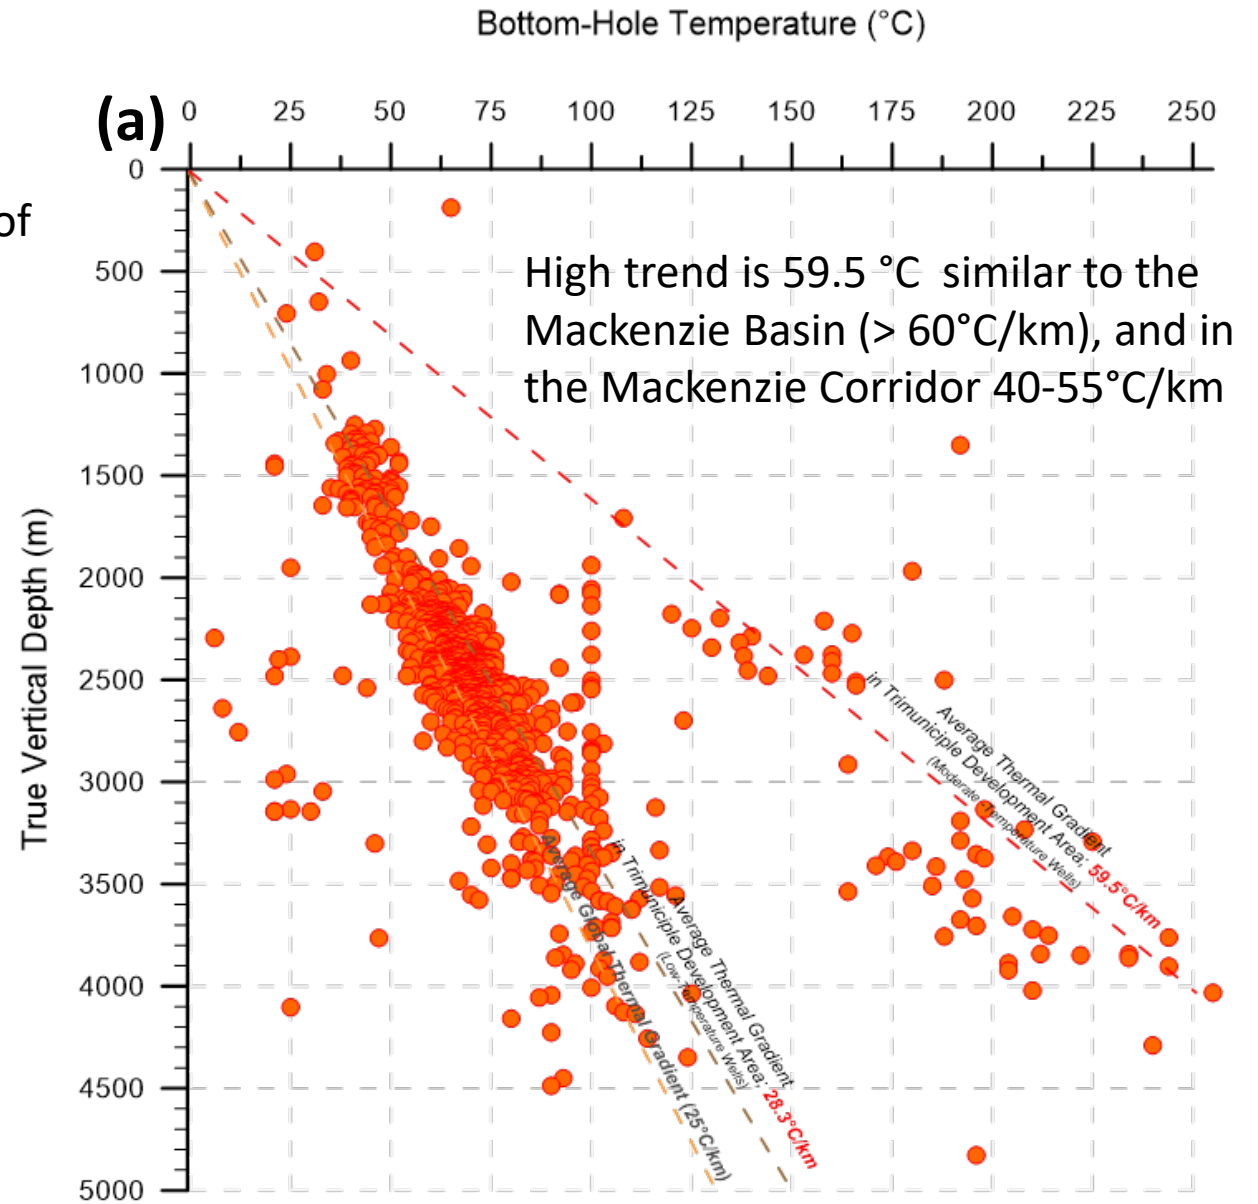 Bottom-Hole Temperature (°C)
(a)
0 25 50 75 100 125 150 175 200 225 250
of
High trend is 59.5 °C  similar to the
Mackenzie Basin (> 60°C/km), and in
the Mackenzie Corridor 40-55°C/km
True Vertical Depth (m)
0
500
1000
1500
2000
2500
3000
3500
4000
4500
5000
Average Thermal Gradient
in Trimuniciple Development Area; 59.5°C/km
(Moderate-Temperature Wells)
Average Thermal Gradient
in Trimuniciple Development Area; 28.3°C/km
(Low-Temperature Wells)
Average Global Thermal Gradient (25°C/km)